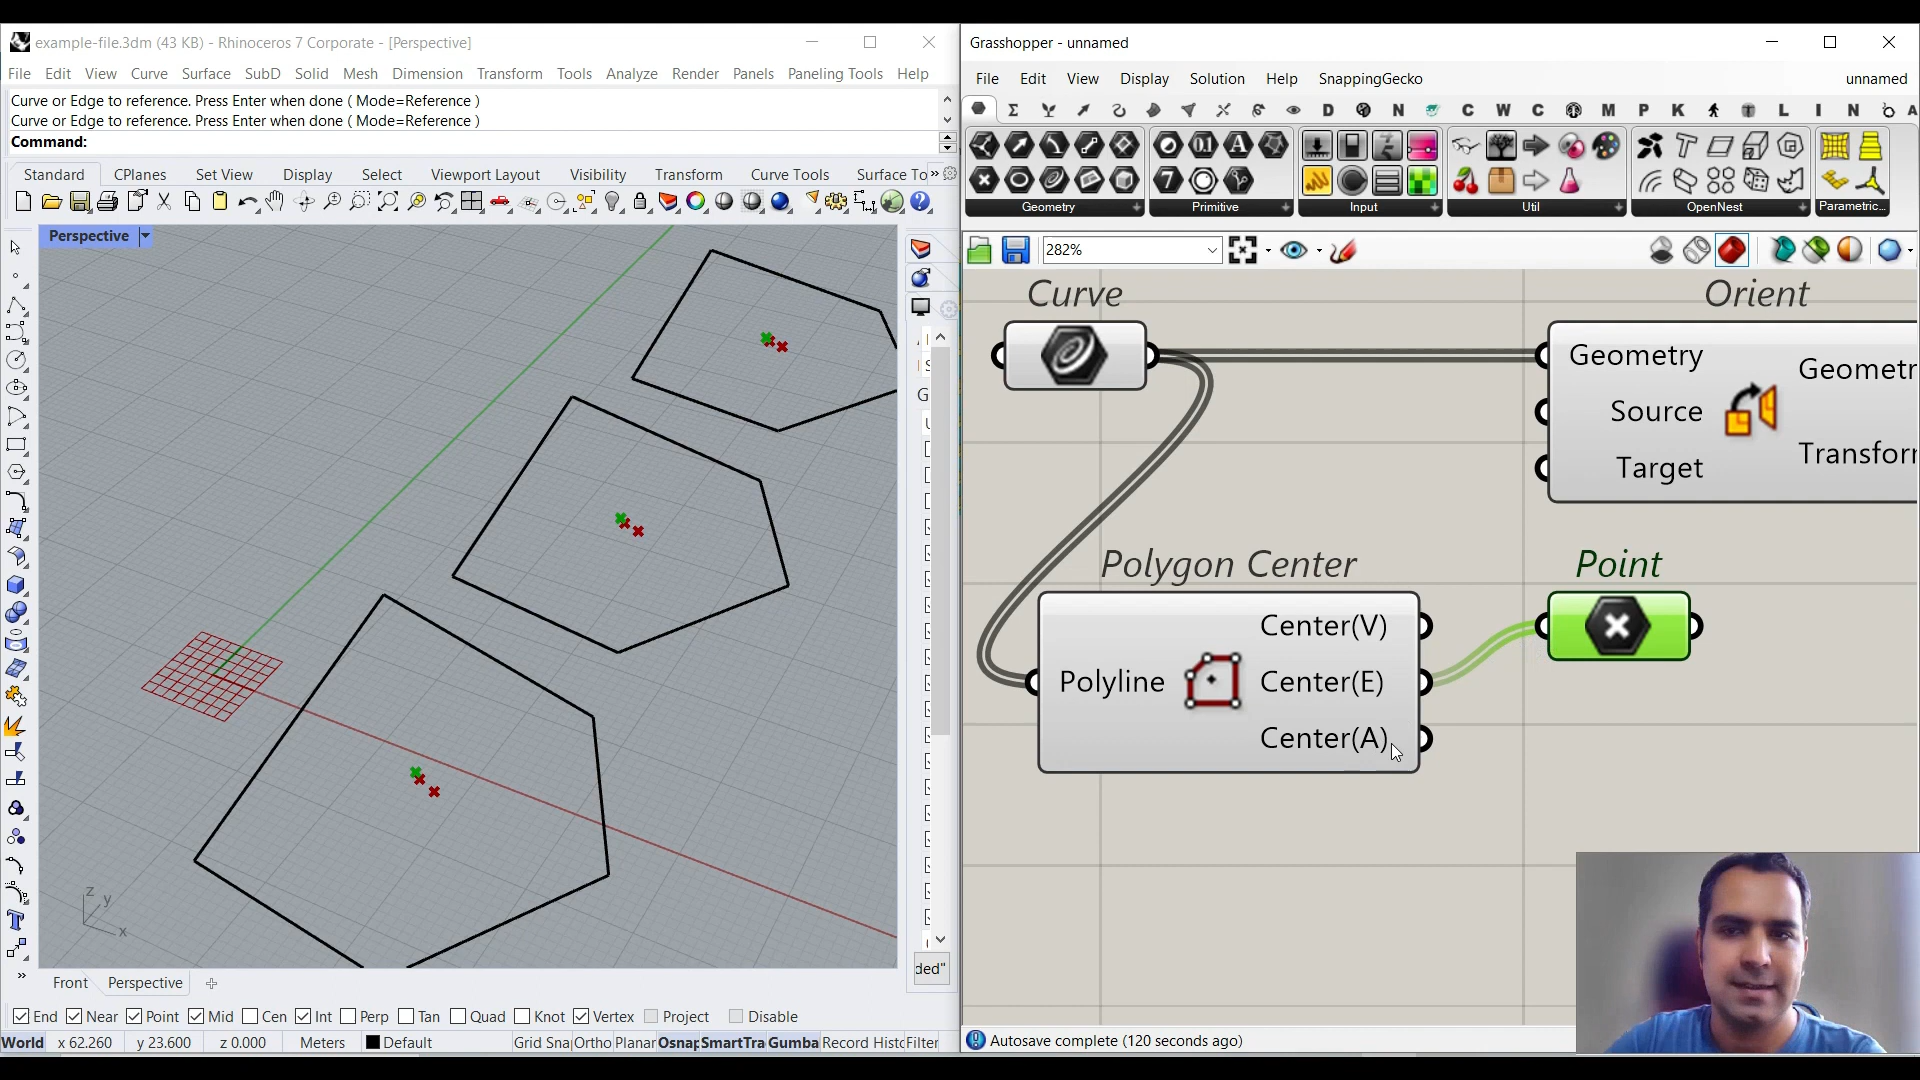 example-file.3dm (43 KB) - Rhinoceros 7 Corporate - [Perspective]
File Edit View Curve Surface SubD Solid Mesh Dimension Transform Tools Analyze Render Panels Paneling Tools Help
Curve or Edge to reference. Press Enter when done ( Mode=Reference )
Curve or Edge to reference. Press Enter when done ( Mode=Reference )
Command:
Standard CPlanes Set View Display Select Viewport Layout Visibility Transform Curve Tools Surface To »
Perspective
z
y
x
ded"
Front Perspective
End Near Point Mid Cen Int Perp Tan Quad Knot Vertex Project Disable
World x 62.260 y 23.600 z 0.000 Meters Default Grid Sna Ortho Planar Osnap SmartTra Gumba Record Histo Filter
Grasshopper - unnamed
File Edit View Display Solution Help SnappingGecko unnamed
D N C W C M P K L I N A
Geometry Primitive Input Util OpenNest Parametric...
282%
Curve
Orient
Geometry
Source
Target
Geometr
Transforr
Polygon Center
Polyline
Center(V)
Center(E)
Center(A)
Point
Autosave complete (120 seconds ago)